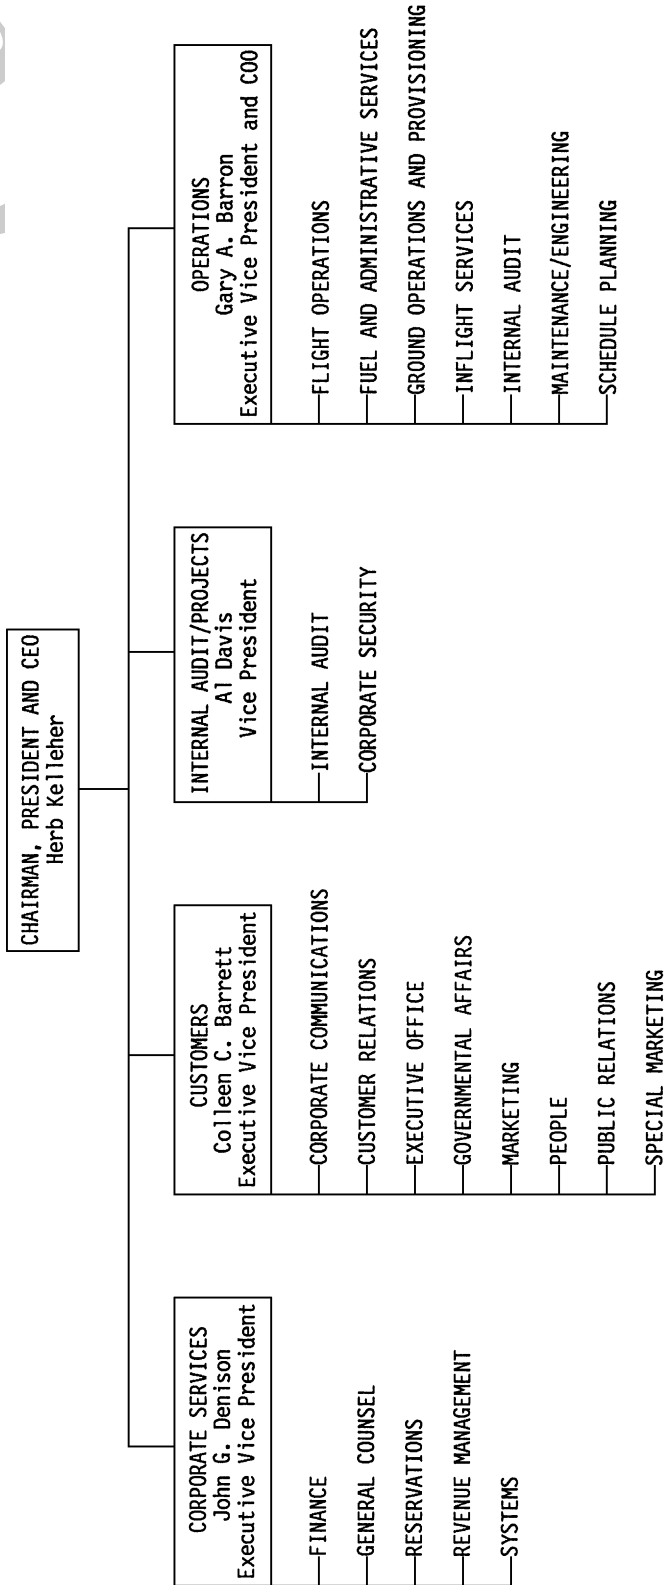 CHAIRMAN, PRESIDENT AND CEO
Herb Kelleher
CORPORATE SERVICES
John G. Denison
Executive Vice President
FINANCE
GENERAL COUNSEL
RESERVATIONS
REVENUE MANAGEMENT
SYSTEMS
CUSTOMERS
Colleen C. Barrett
Executive Vice President
CORPORATE COMMUNICATIONS
CUSTOMER RELATIONS
EXECUTIVE OFFICE
GOVERNMENTAL AFFAIRS
MARKETING
PEOPLE
PUBLIC RELATIONS
SPECIAL MARKETING
INTERNAL AUDIT/PROJECTS
Al Davis
Vice President
INTERNAL AUDIT
CORPORATE SECURITY
OPERATIONS
Gary A. Barron
Executive Vice President and COO
FLIGHT OPERATIONS
FUEL AND ADMINISTRATIVE SERVICES
GROUND OPERATIONS AND PROVISIONING
INFLIGHT SERVICES
INTERNAL AUDIT
MAINTENANCE/ENGINEERING
SCHEDULE PLANNING